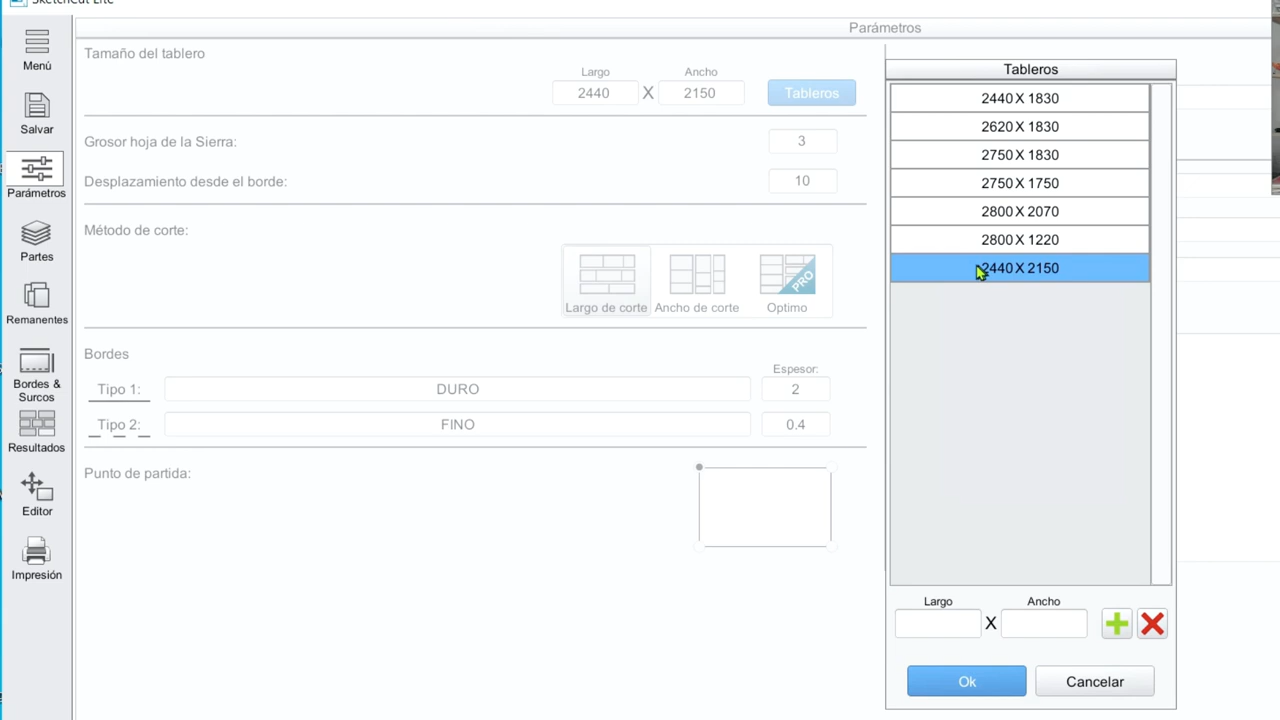 SketchCut Lite
Parámetros
Menú
Salvar
Parámetros
Partes
Remanentes
Bordes &
Surcos
Resultados
Editor
Impresión
Tamaño del tablero
Largo
Ancho
2440 X 2150
Tableros
Grosor hoja de la Sierra:
3
Desplazamiento desde el borde:
10
Método de corte:
PRO
Largo de corte
Ancho de corte
Optimo
Bordes
Espesor:
Tipo 1:
DURO
2
Tipo 2:
FINO
0.4
Punto de partida:
Tableros
2440 X 1830
2620 X 1830
2750 X 1830
2750 X 1750
2800 X 2070
2800 X 1220
2440 X 2150
Largo
Ancho
X
Ok
Cancelar